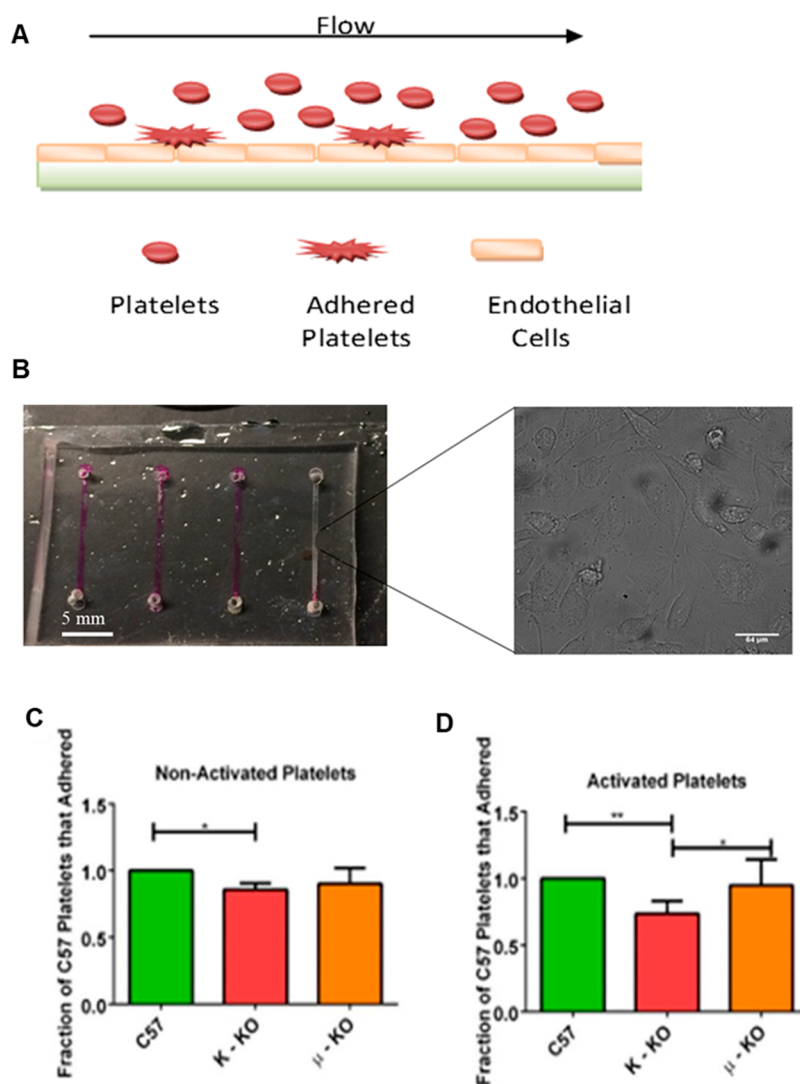 A
Flow
Platelets
Adhered
Platelets
Endothelial
Cells
B
5 mm
64 µm
C
Non-Activated Platelets
Fraction of C57 Platelets that Adhered
1.5
*
1.0
0.5
0.0
C57
K - KO
µ - KO
D
Activated Platelets
Fraction of C57 Platelets that Adhered
1.5
**
*
1.0
0.5
0.0
C57
K - KO
µ - KO